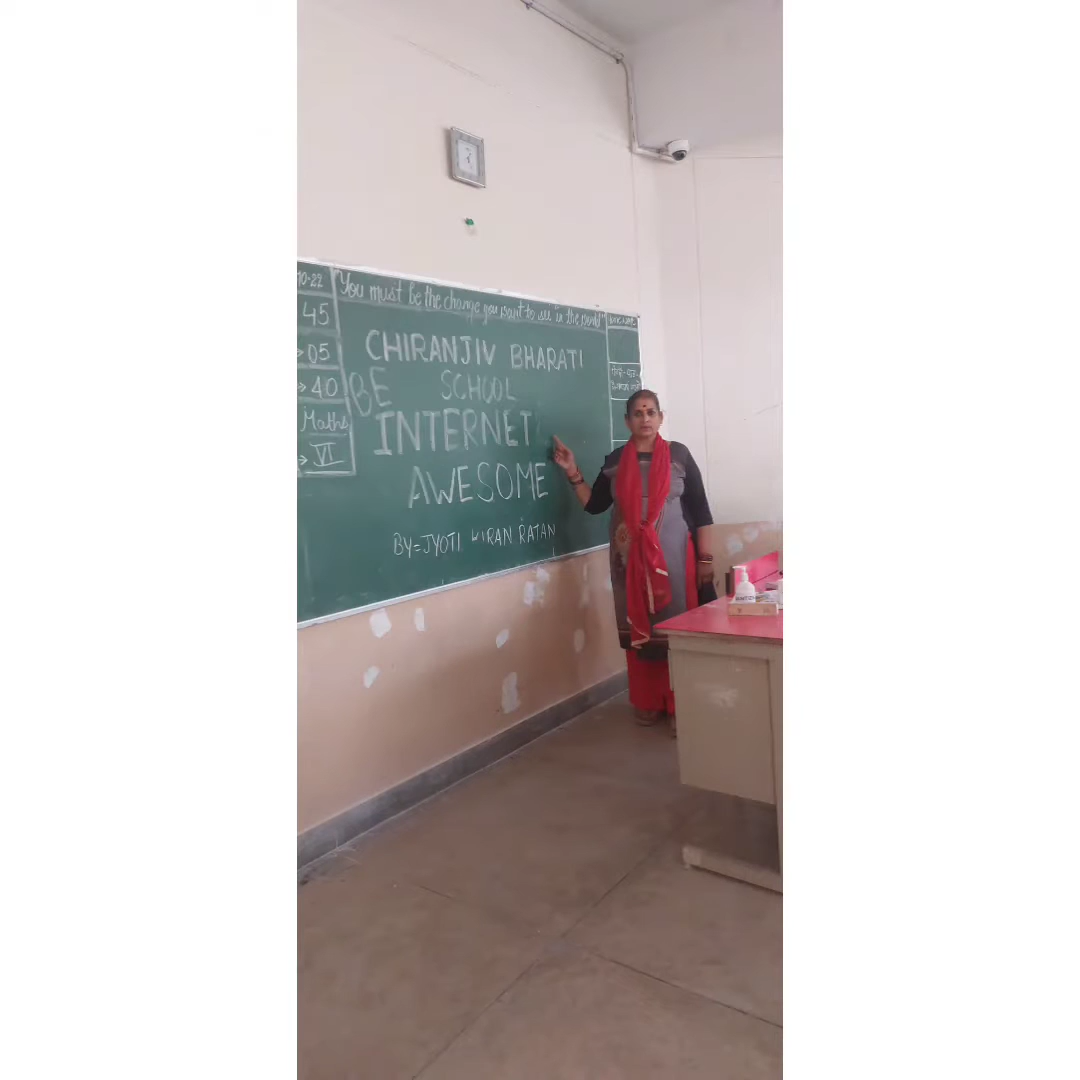 "You must be the change you want to see "in the world"
10-22
45
05
40
Maths
VI
CHIRANJIV BHARATI
BE SCHOOL
INTERNET
AWESOME
BY=JYOTI KIRAN RATAN